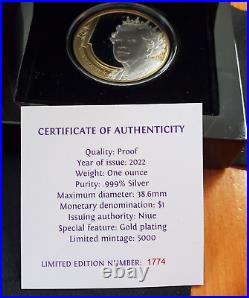 CERTIFICATE OF AUTHENTICITY
Quality: Proof
Year of issue: 2022
Weight: One ounce
Purity: .999% Silver
Maximum diameter: 38.6mm
Monetary denomination: $1
Issuing authority: Niue
Special feature: Gold plating
Limited mintage: 5000
LIMITED EDITION NUMBER: 1774